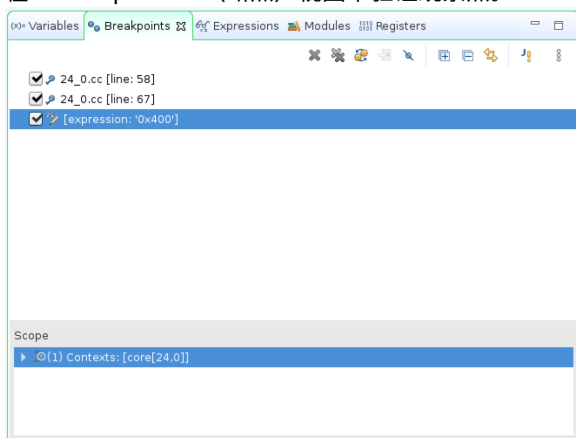 (x)= Variables Breakpoints Expressions Modules Registers
24_0.cc [line: 58]
24_0.cc [line: 67]
[expression: '0x400']
Scope
(1) Contexts: [core[24,0]]